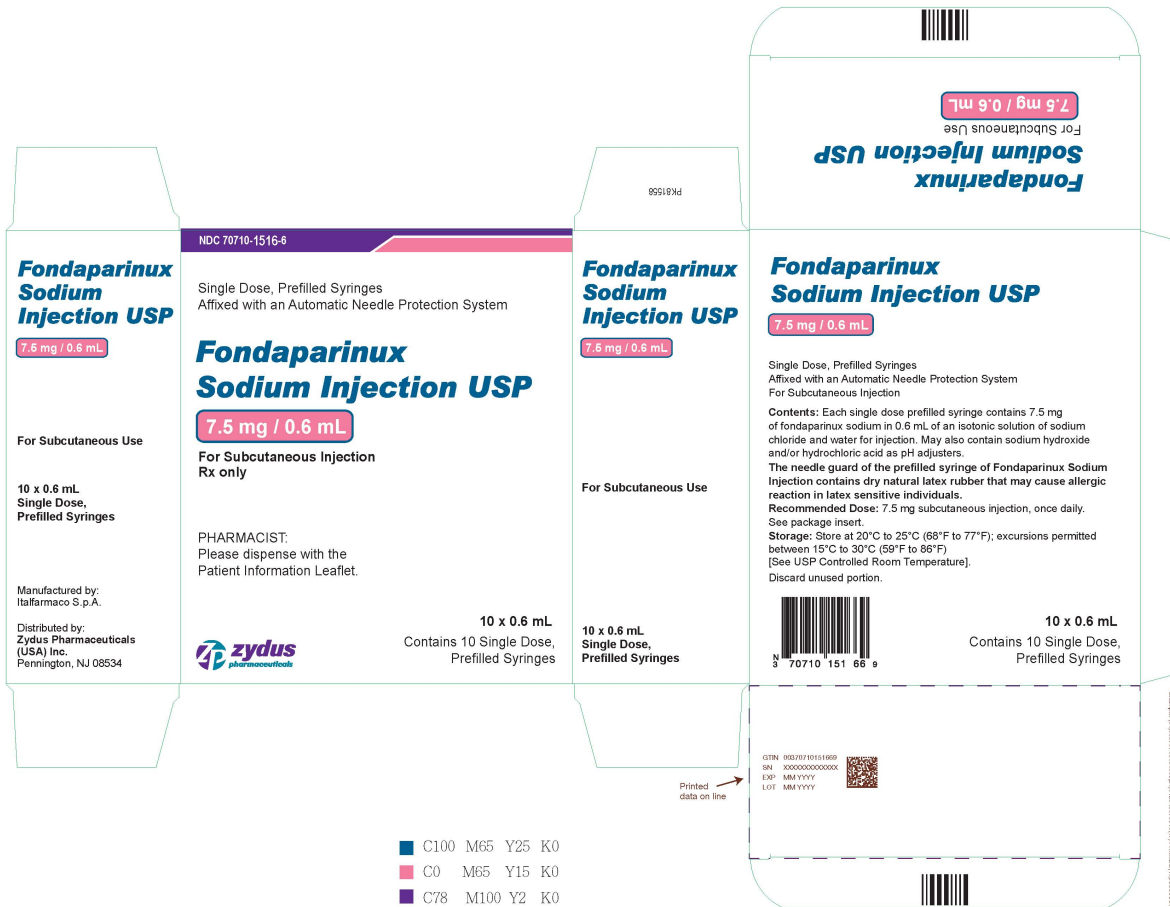 7.5 mg / 0.6 mL
For Subcutaneous Use
Sodium Injection USP
Fondaparinux
PK81558
Fondaparinux
Sodium
Injection USP
7.5 mg / 0.6 mL
For Subcutaneous Use
10 x 0.6 mL
Single Dose,
Prefilled Syringes
Manufactured by:
Italfarmaco S.p.A.
Distributed by:
Zydus Pharmaceuticals
(USA) Inc.
Pennington, NJ 08534
NDC 70710-1516-6
Single Dose, Prefilled Syringes
Affixed with an Automatic Needle Protection System
Fondaparinux
Sodium Injection USP
7.5 mg / 0.6 mL
For Subcutaneous Injection
Rx only
PHARMACIST:
Please dispense with the
Patient Information Leaflet.
zydus
pharmaceuticals
10 x 0.6 mL
Contains 10 Single Dose,
Prefilled Syringes
Fondaparinux
Sodium
Injection USP
7.5 mg / 0.6 mL
For Subcutaneous Use
10 x 0.6 mL
Single Dose,
Prefilled Syringes
Fondaparinux
Sodium Injection USP
7.5 mg / 0.6 mL
Single Dose, Prefilled Syringes
Affixed with an Automatic Needle Protection System
For Subcutaneous Injection
Contents: Each single dose prefilled syringe contains 7.5 mg
of fondaparinux sodium in 0.6 mL of an isotonic solution of sodium
chloride and water for injection. May also contain sodium hydroxide
and/or hydrochloric acid as pH adjusters.
The needle guard of the prefilled syringe of Fondaparinux Sodium
Injection contains dry natural latex rubber that may cause allergic
reaction in latex sensitive individuals.
Recommended Dose: 7.5 mg subcutaneous injection, once daily.
See package insert.
Storage: Store at 20°C to 25°C (68°F to 77°F); excursions permitted
between 15°C to 30°C (59°F to 86°F)
[See USP Controlled Room Temperature].
Discard unused portion.
N
3 70710 151 66 9
10 x 0.6 mL
Contains 10 Single Dose,
Prefilled Syringes
GTIN 00370710151669
SN XXXXXXXXXXXXX
EXP MM YYYY
LOT MM YYYY
Printed
data on line
C100 M65 Y25 K0
C0 M65 Y15 K0
C78 M100 Y2 K0